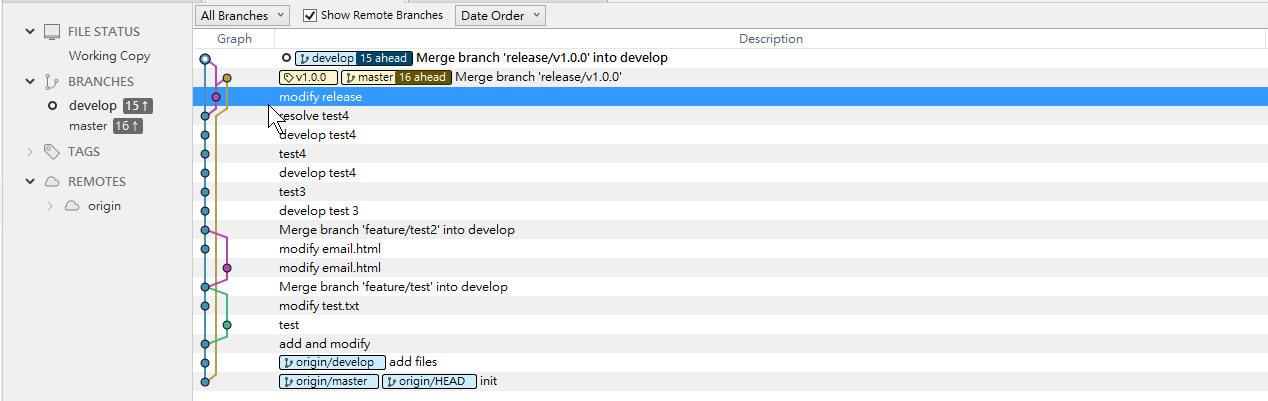 All Branches Show Remote Branches Date Order
Graph Description
FILE STATUS
Working Copy
BRANCHES
develop 15↑
master 16↑
TAGS
REMOTES
origin
develop 15 ahead Merge branch 'release/v1.0.0' into develop
v1.0.0 master 16 ahead Merge branch 'release/v1.0.0'
modify release
resolve test4
develop test4
test4
develop test4
test3
develop test 3
Merge branch 'feature/test2' into develop
modify email.html
modify email.html
Merge branch 'feature/test' into develop
modify test.txt
test
add and modify
origin/develop add files
origin/master origin/HEAD init